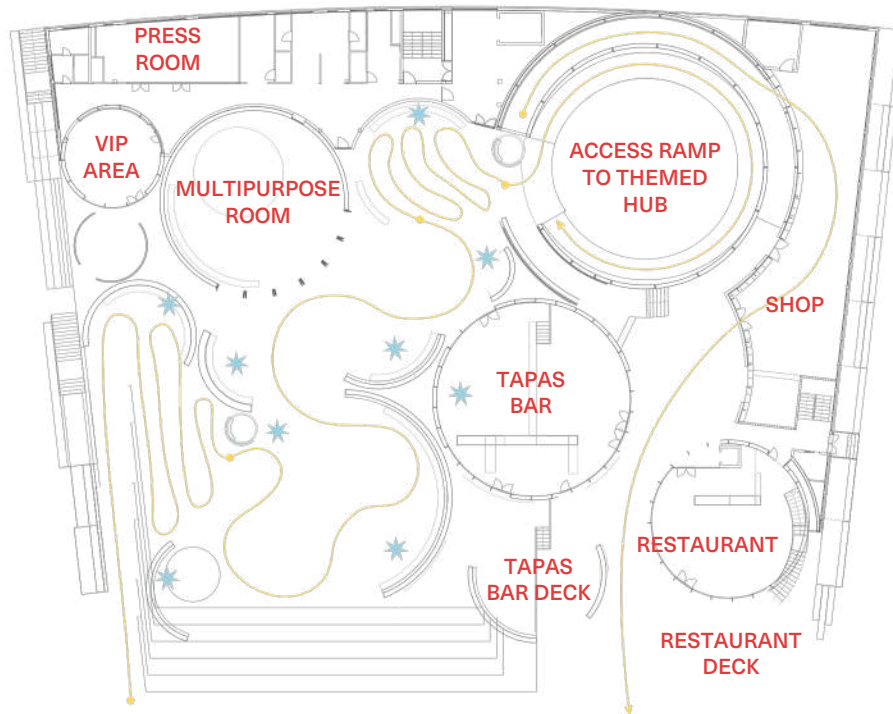 PRESS
ROOM
VIP
AREA
MULTIPURPOSE
ROOM
ACCESS RAMP
TO THEMED
HUB
SHOP
TAPAS
BAR
TAPAS
BAR DECK
RESTAURANT
RESTAURANT
DECK